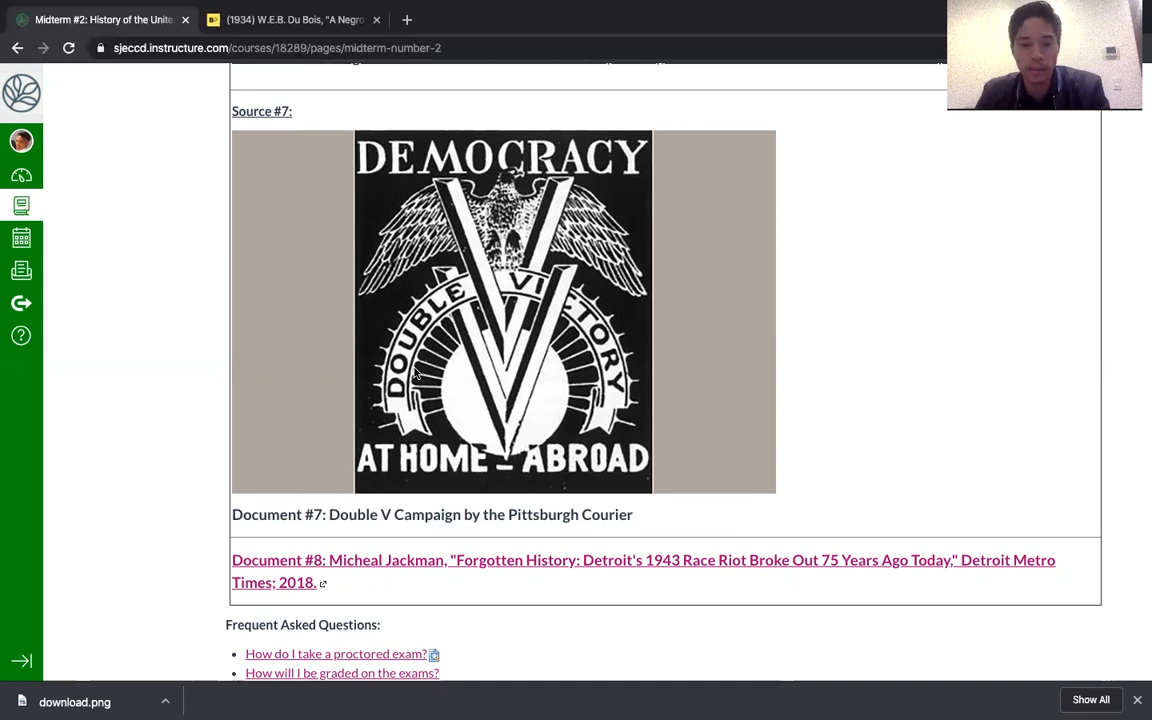 Midterm #2: History of the Unite
(1934) W.E.B. Du Bois, "A Negro
sjeccd.instructure.com/courses/18289/pages/midterm-number-2
Source #7:
DEMOCRACY
DOUBLE VICTORY
AT HOME - ABROAD
Document #7: Double V Campaign by the Pittsburgh Courier
Document #8: Micheal Jackman, "Forgotten History: Detroit's 1943 Race Riot Broke Out 75 Years Ago Today," Detroit Metro
Times; 2018.
Frequent Asked Questions:
How do I take a proctored exam?
How will I be graded on the exams?
download.png
Show All